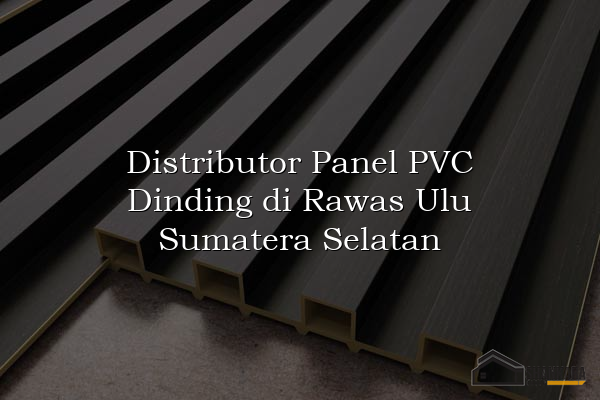 Distributor Panel PVC
Dinding di Rawas Ulu
Sumatera Selatan